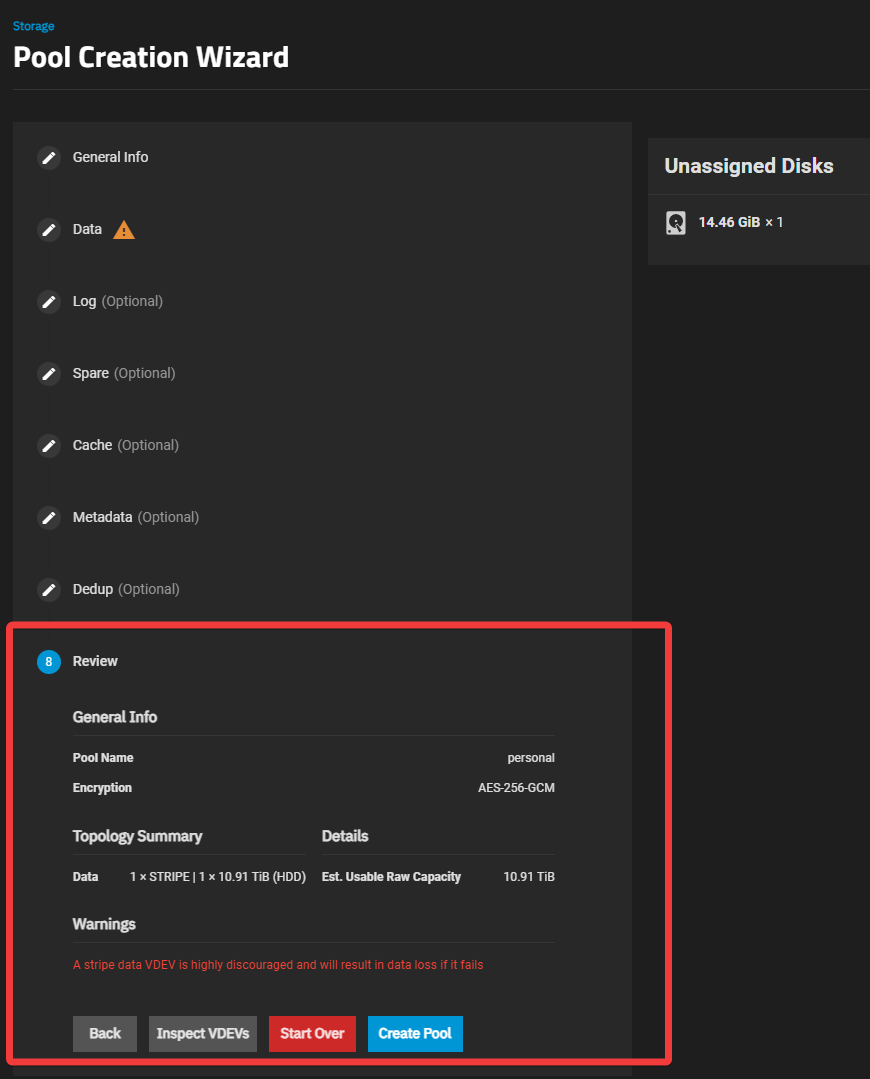 Storage
Pool Creation Wizard
General Info
Data
Log (Optional)
Spare (Optional)
Cache (Optional)
Metadata (Optional)
Dedup (Optional)
8 Review
General Info
Pool Name personal
Encryption AES-256-GCM
Topology Summary
Data 1 × STRIPE | 1 × 10.91 TiB (HDD)
Details
Est. Usable Raw Capacity 10.91 TiB
Warnings
A stripe data VDEV is highly discouraged and will result in data loss if it fails
Back Inspect VDEVs Start Over Create Pool
Unassigned Disks
14.46 GiB × 1